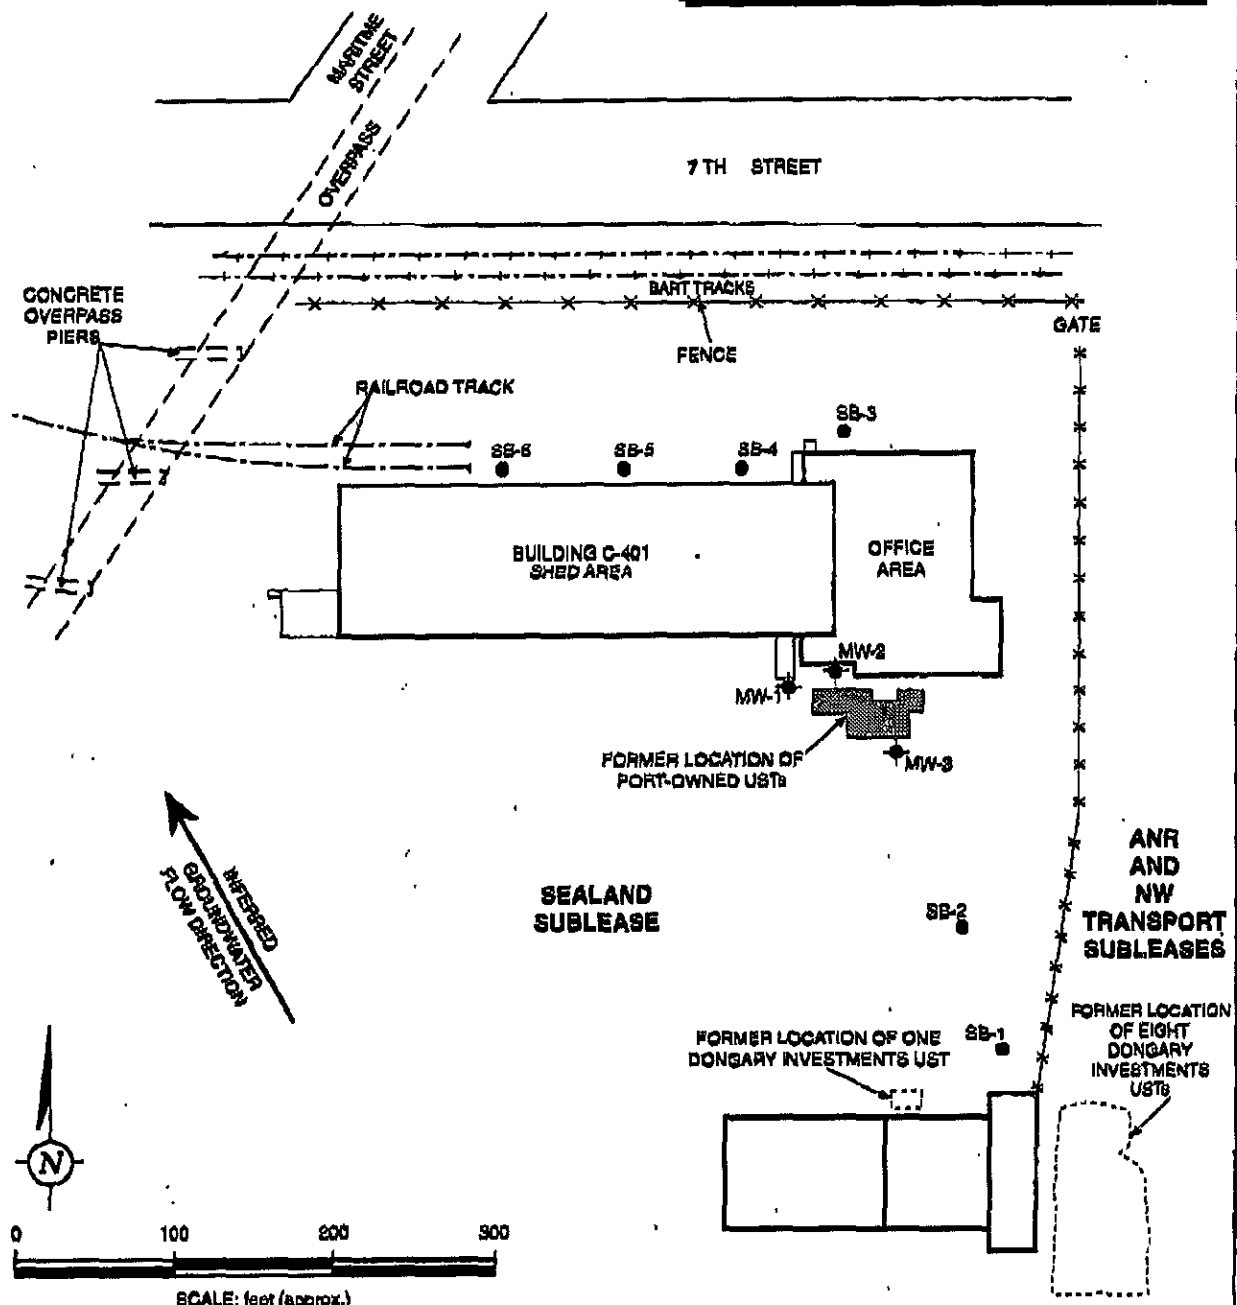 MARITIME
STREET
OVERPASS
7 TH STREET
BART TRACKS
CONCRETE
OVERPASS
PIERS
GATE
FENCE
RAILROAD TRACK
SB-3
SB-6
SB-5
SB-4
BUILDING C-401
SHED AREA
OFFICE
AREA
MW-2
MW-1
FORMER LOCATION OF
PORT-OWNED USTs
MW-3
INFERRED
GROUNDWATER
FLOW DIRECTION
SEALAND
SUBLEASE
ANR
AND
NW
TRANSPORT
SUBLEASES
SB-2
SB-1
FORMER LOCATION OF ONE
DONGARY INVESTMENTS UST
FORMER LOCATION
OF EIGHT
DONGARY
INVESTMENTS
USTs
N
0 100 200 300
SCALE: feet (approx.)